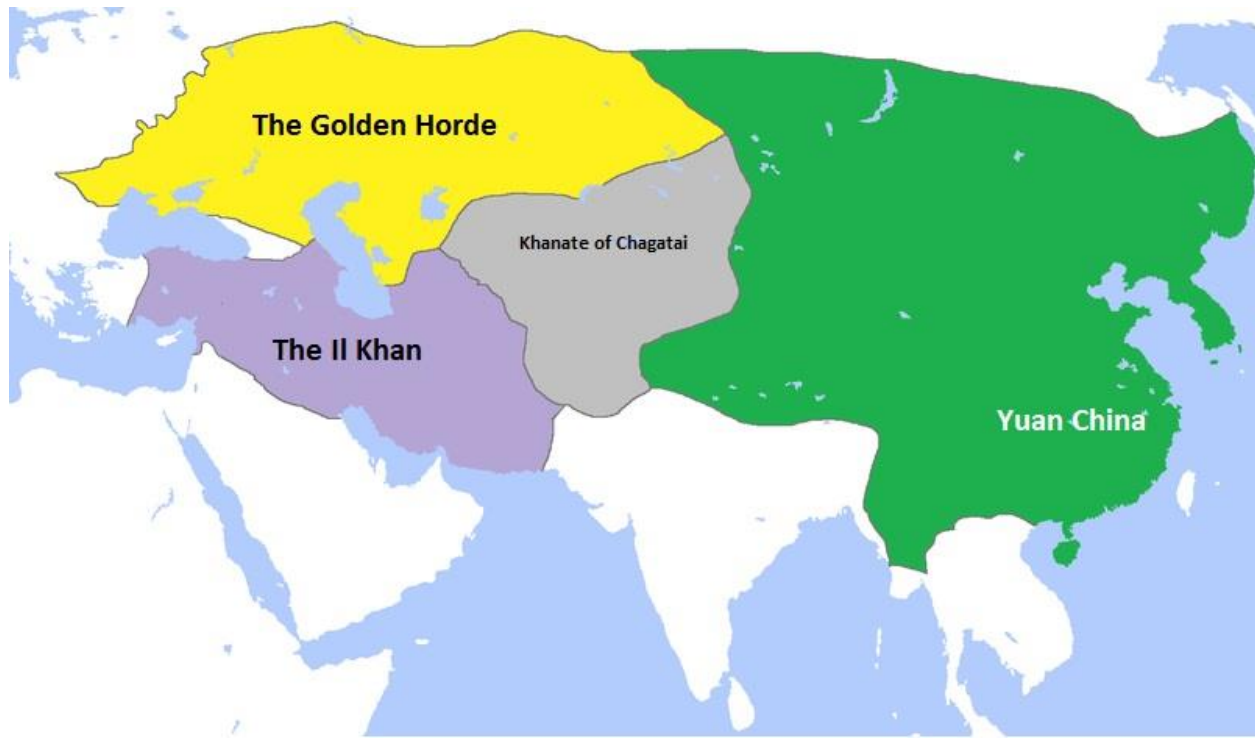 The Golden Horde
Khanate of Chagatai
The Il Khan
Yuan China